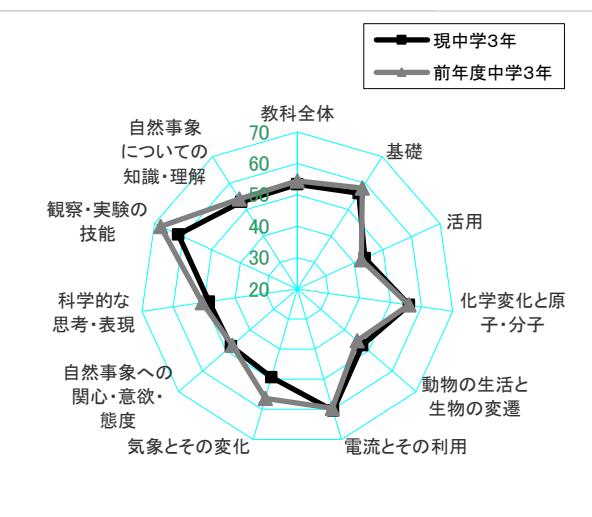 現中学3年
前年度中学3年
教科全体
基礎
活用
化学変化と原
子・分子
動物の生活と
生物の変遷
電流とその利用
気象とその変化
自然事象への
関心・意欲・
態度
科学的な
思考・表現
観察・実験の
技能
自然事象
についての
知識・理解
70
60
50
40
30
20